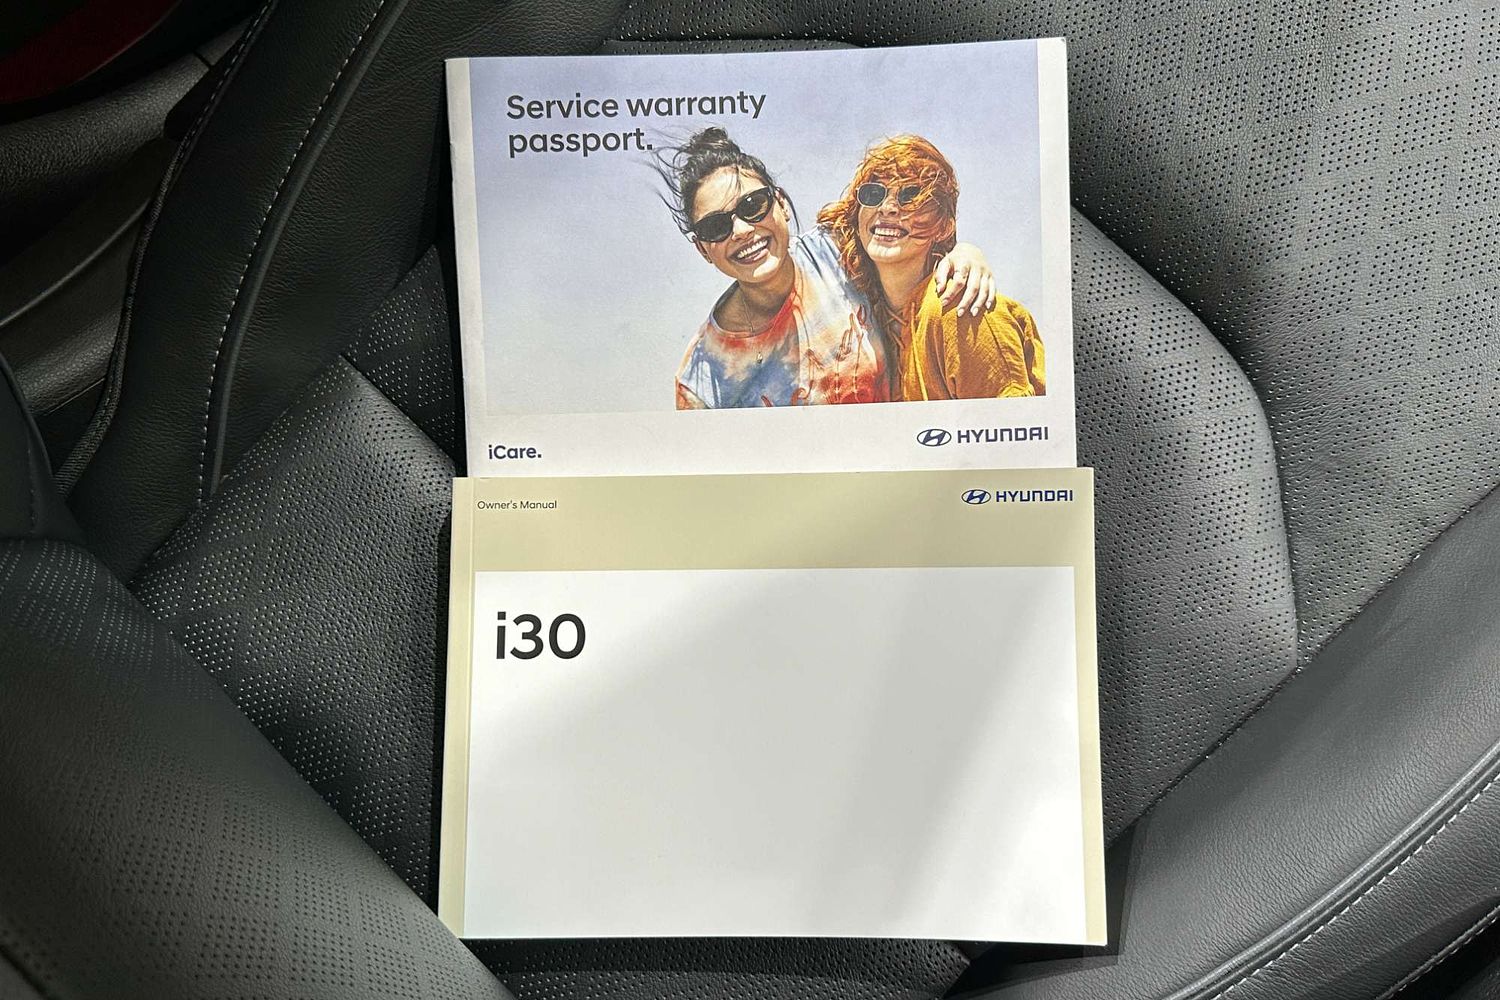 Service warranty
passport.
iCare.
HYUNDAI
Owner's Manual
HYUNDAI
i30